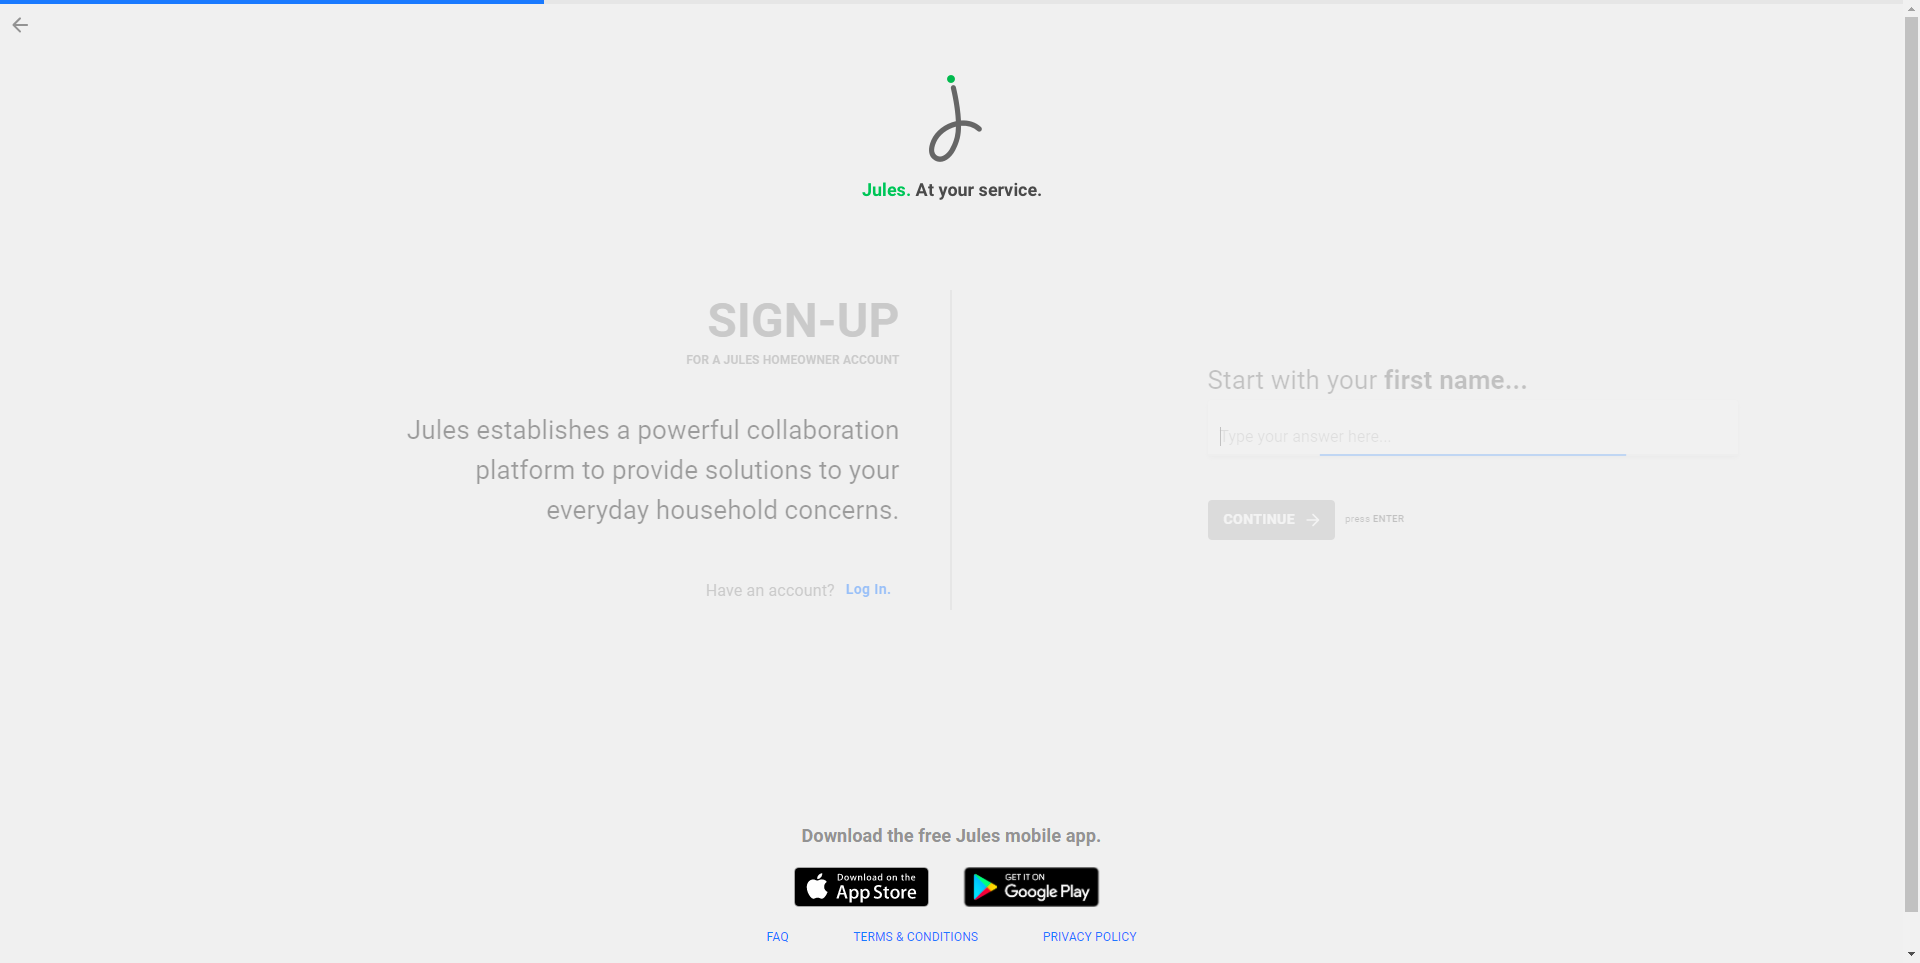 Jules. At your service.
SIGN-UP
FOR A JULES HOMEOWNER ACCOUNT
Jules establishes a powerful collaboration
platform to provide solutions to your
everyday household concerns.
Have an account? Log In.
Start with your first name...
Type your answer here...
CONTINUE press ENTER
Download the free Jules mobile app.
Download on the
App Store
GET IT ON
Google Play
FAQ TERMS & CONDITIONS PRIVACY POLICY